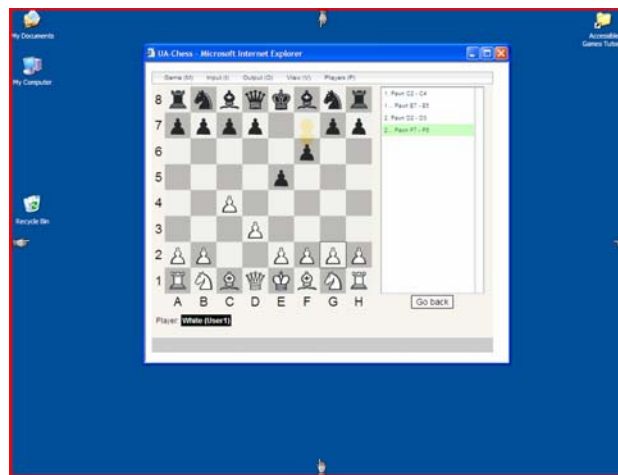 My Documents
Accessible
Games Tutor
UA-Chess - Microsoft Internet Explorer
My Computer
Game (M) Input (I) Output (O) View (V) Players (P)
8
1. Pawn C2 - C4
1... Pawn E7 - E5
7
2. Pawn D2 - D3
2... Pawn F7 - F6
6
5
4
Recycle Bin
3
2
1
A B C D E F G H
Go back
Player: White (User1)